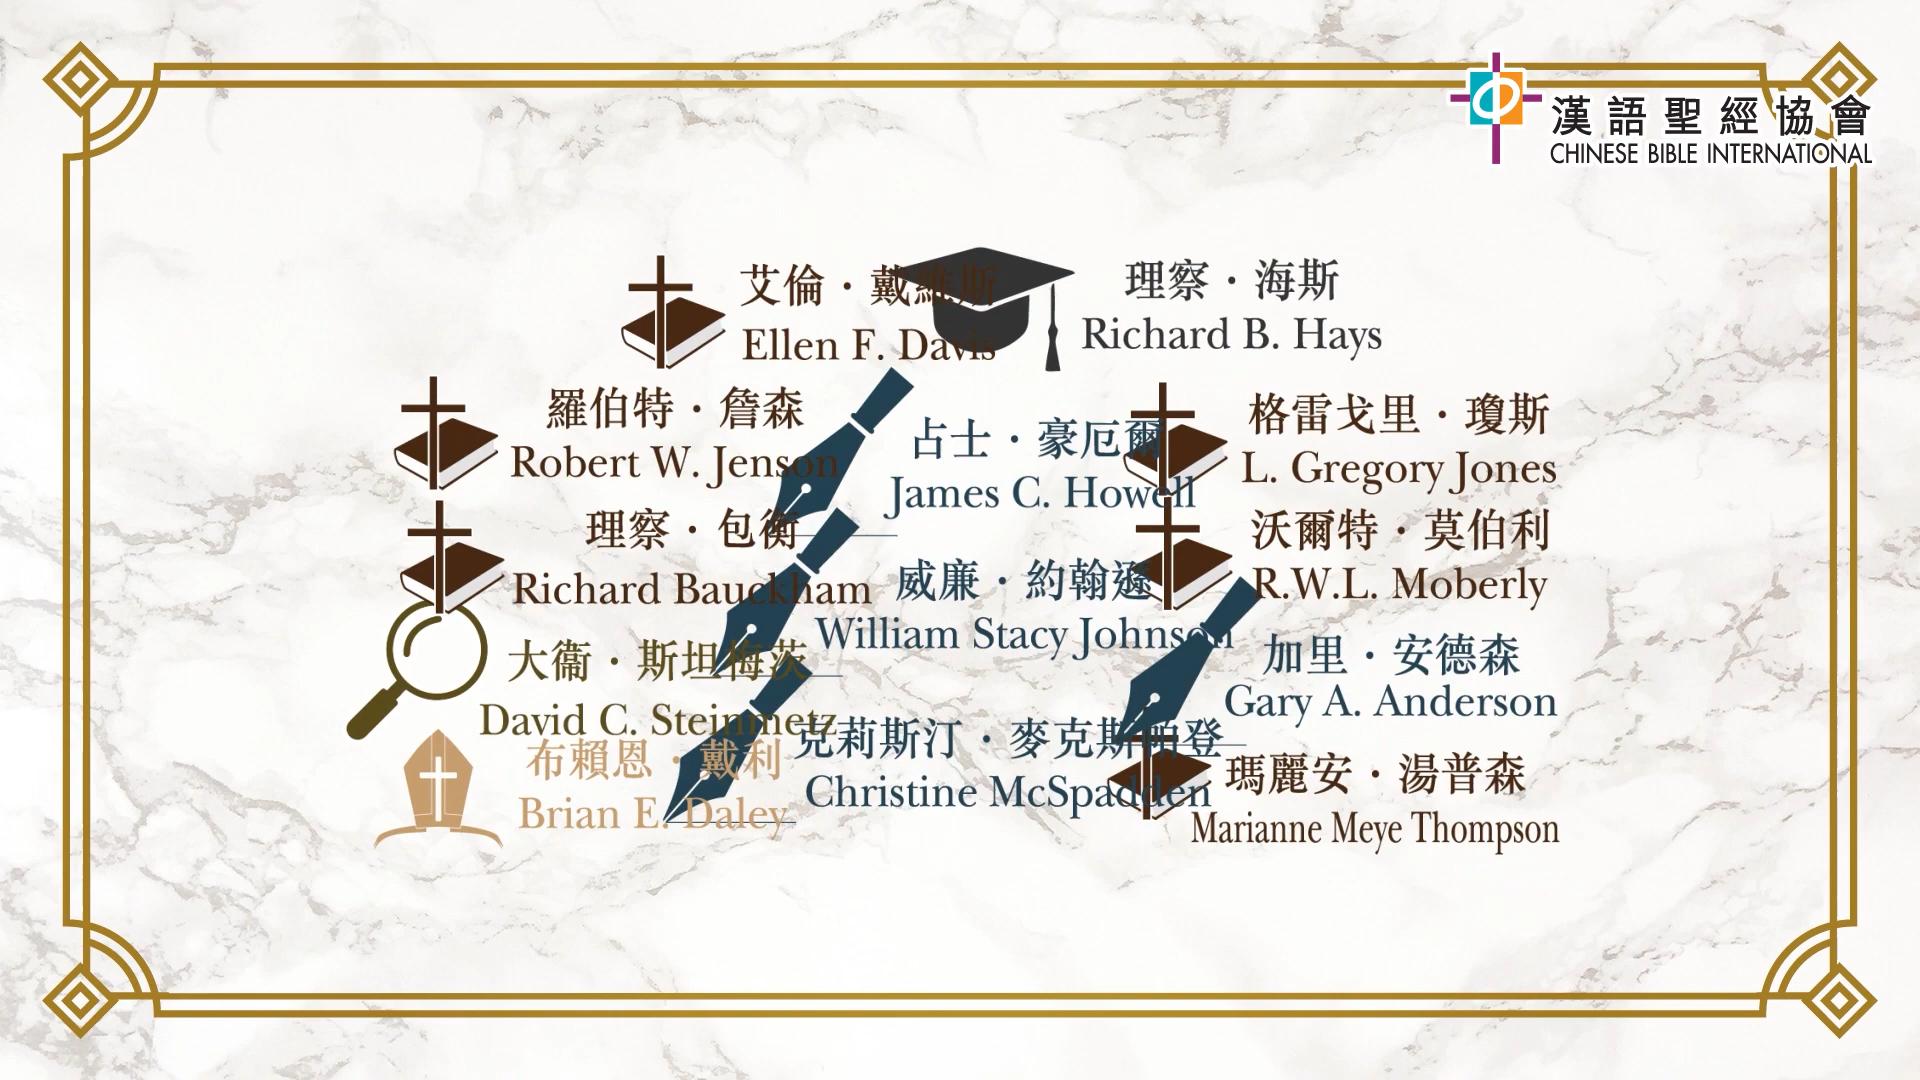 漢語聖經協會
CHINESE BIBLE INTERNATIONAL
艾倫·戴維斯
Ellen F. Davis
理察·海斯
Richard B. Hays
羅伯特·詹森
Robert W. Jenson
占士·豪厄爾
James C. Howell
格雷戈里·瓊斯
L. Gregory Jones
理察·包衡
Richard Bauckham
威廉·約翰遜
William Stacy Johnson
沃爾特·莫伯利
R.W.L. Moberly
大衞·斯坦梅茨
David C. Steinmetz
克莉斯汀·麥克斯帕登
Christine McSpadden
加里·安德森
Gary A. Anderson
布賴恩·戴利
Brian E. Daley
瑪麗安·湯普森
Marianne Meye Thompson